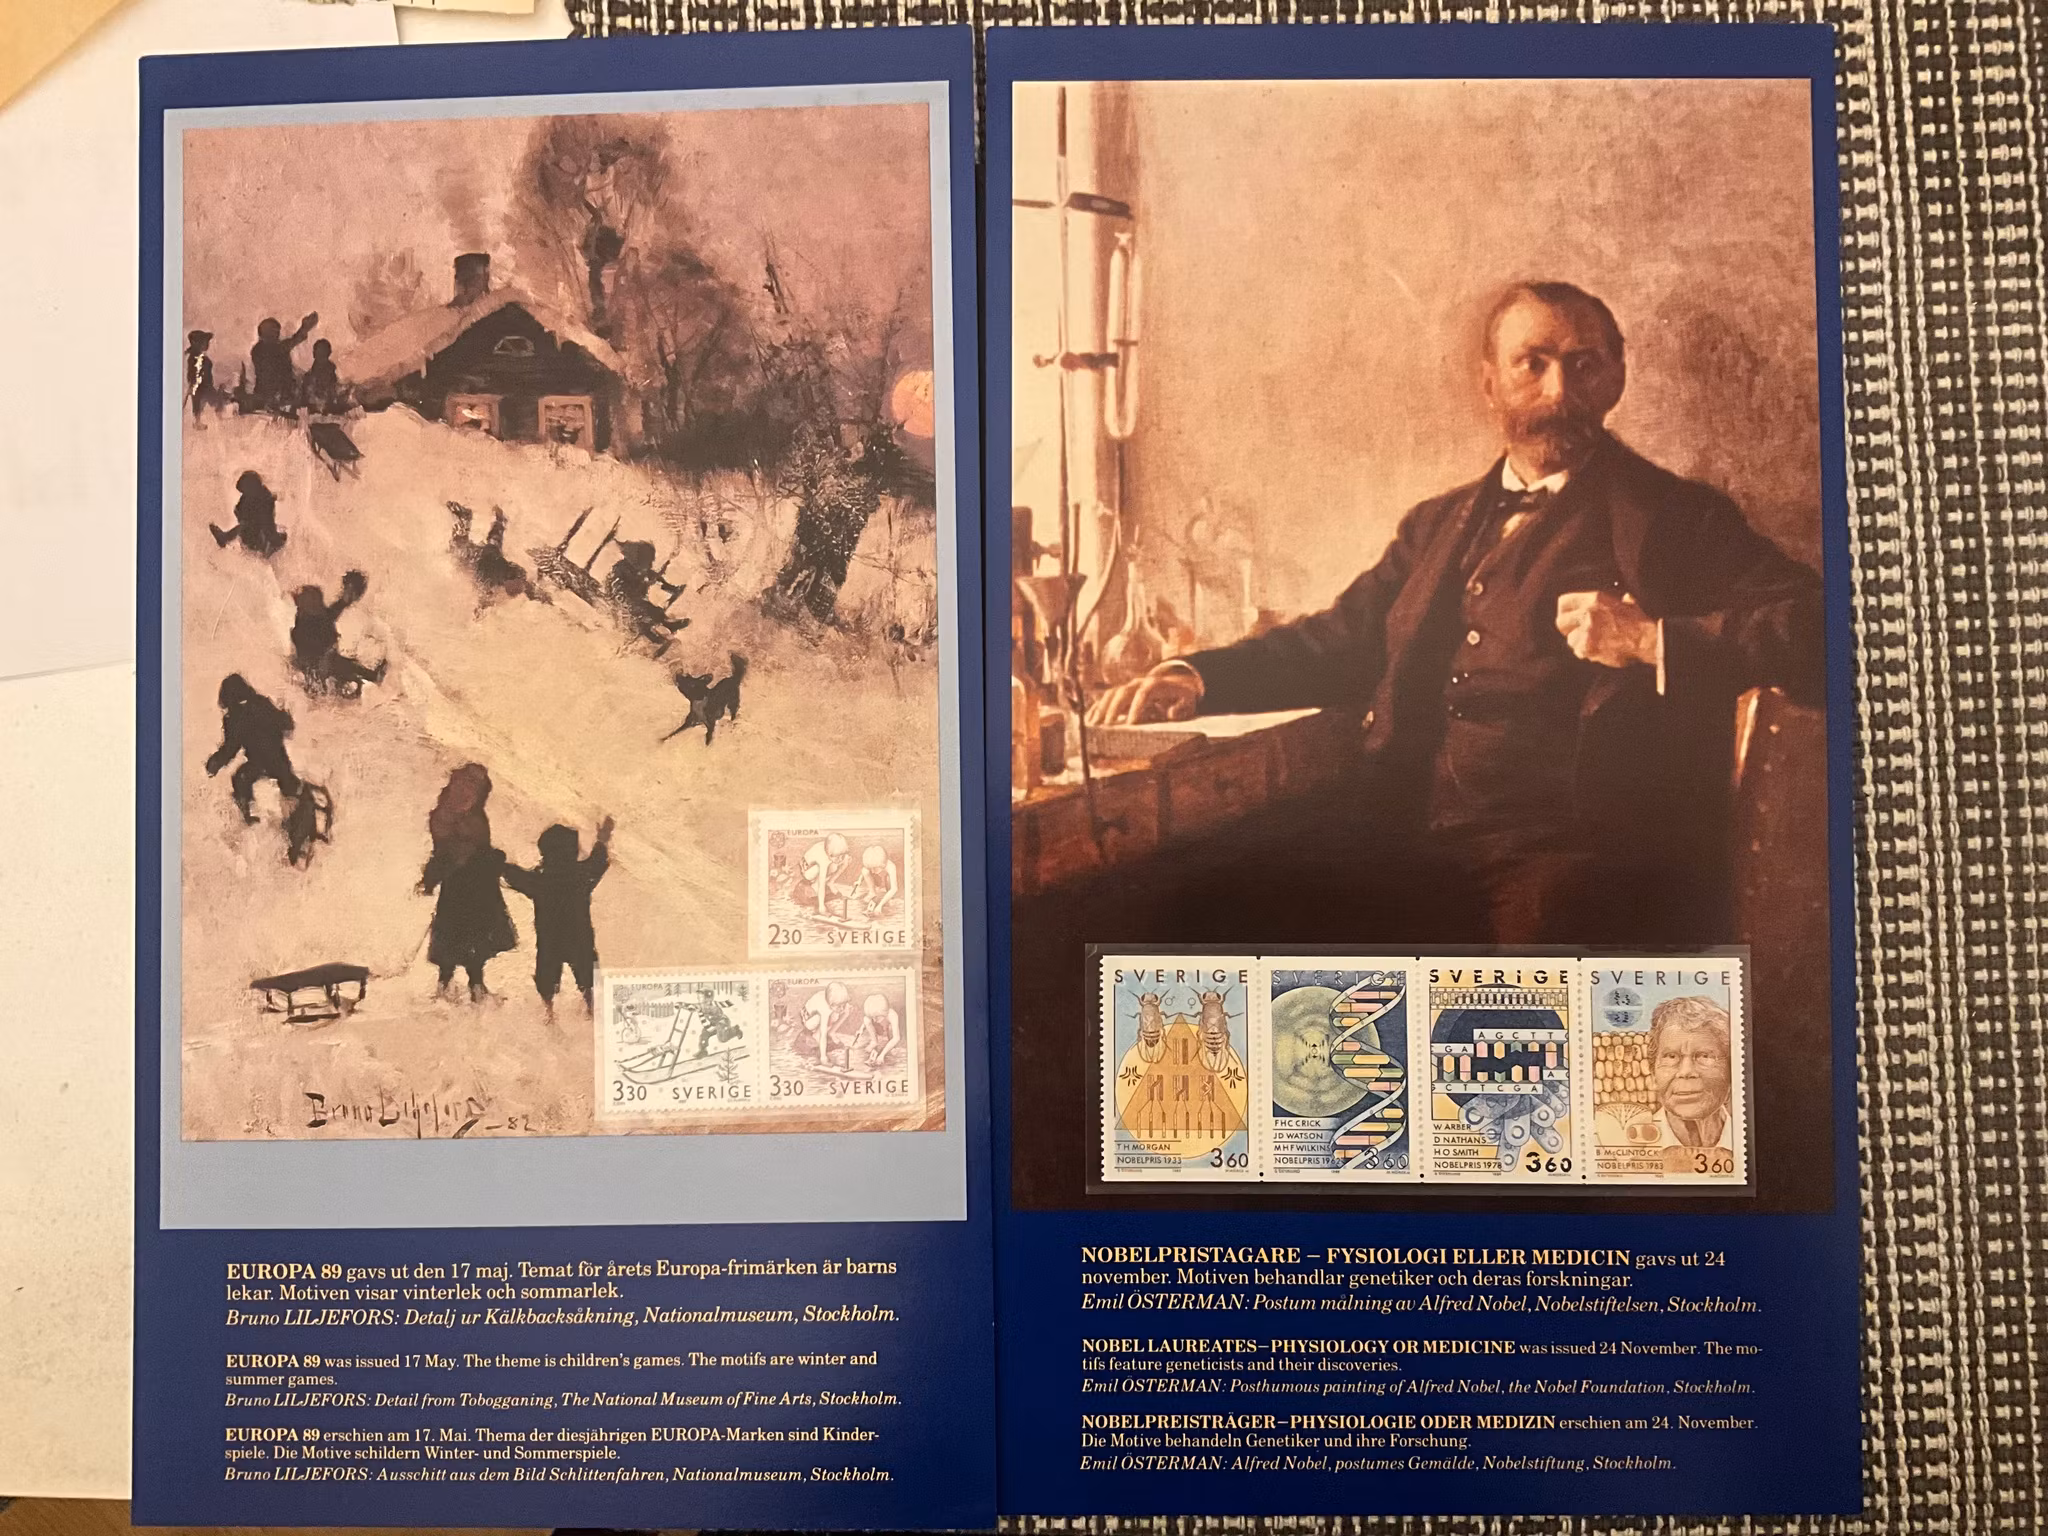 Bruno Liljefors -82
EUROPA
2.30 SVERIGE
EUROPA
3.30 SVERIGE
EUROPA
3.30 SVERIGE
EUROPA 89 gavs ut den 17 maj. Temat för årets Europa-frimärken är barns
lekar. Motiven visar vinterlek och sommarlek.
Bruno LILJEFORS: Detalj ur Kälkbacksåkning, Nationalmuseum, Stockholm.
EUROPA 89 was issued 17 May. The theme is children's games. The motifs are winter and
summer games.
Bruno LILJEFORS: Detail from Tobogganing, The National Museum of Fine Arts, Stockholm.
EUROPA 89 erschien am 17. Mai. Thema der diesjährigen EUROPA-Marken sind Kinder-
spiele. Die Motive schildern Winter- und Sommerspiele.
Bruno LILJEFORS: Ausschitt aus dem Bild Schlittenfahren, Nationalmuseum, Stockholm.
SVERIGE
♂ ♀
T H MORGAN
NOBELPRIS 1933 3 60
SVERIGE
F H C CRICK
J D WATSON
M H F WILKINS
NOBELPRIS 1962 3 60
SVERIGE
A G C T T C
G A
G C T T C G A
W ARBER
D NATHANS
H O SMITH
NOBELPRIS 1978 3 60
SVERIGE
B McCLINTOCK
NOBELPRIS 1983 3 60
NOBELPRISTAGARE – FYSIOLOGI ELLER MEDICIN gavs ut 24
november. Motiven behandlar genetiker och deras forskningar.
Emil ÖSTERMAN: Postum målning av Alfred Nobel, Nobelstiftelsen, Stockholm.
NOBEL LAUREATES–PHYSIOLOGY OR MEDICINE was issued 24 November. The mo-
tifs feature geneticists and their discoveries.
Emil ÖSTERMAN: Posthumous painting of Alfred Nobel, the Nobel Foundation, Stockholm.
NOBELPREISTRÄGER–PHYSIOLOGIE ODER MEDIZIN erschien am 24. November.
Die Motive behandeln Genetiker und ihre Forschung.
Emil ÖSTERMAN: Alfred Nobel, postumes Gemälde, Nobelstiftung, Stockholm.